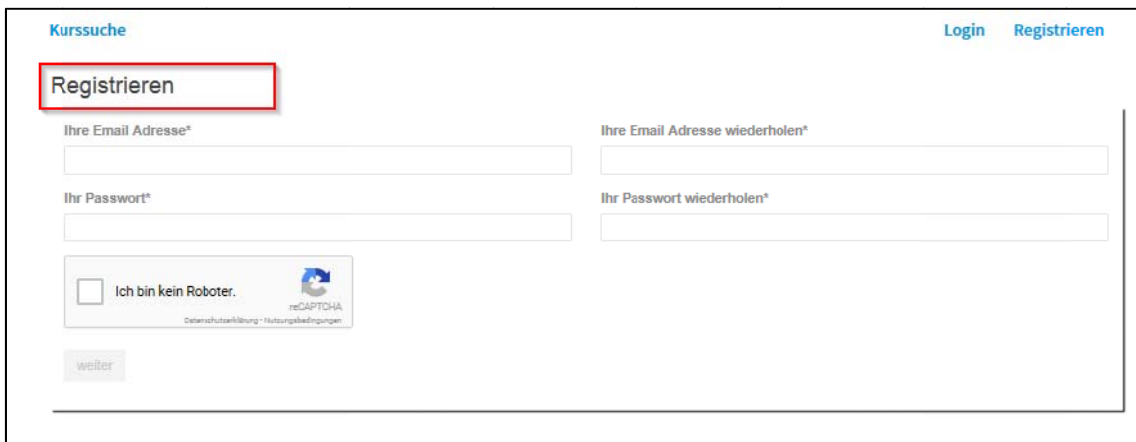 Kurssuche Login Registrieren
Registrieren
Ihre Email Adresse* Ihre Email Adresse wiederholen*
Ihr Passwort* Ihr Passwort wiederholen*
Ich bin kein Roboter.
reCAPTCHA
Datenschutzerklärung - Nutzungsbedingungen
weiter